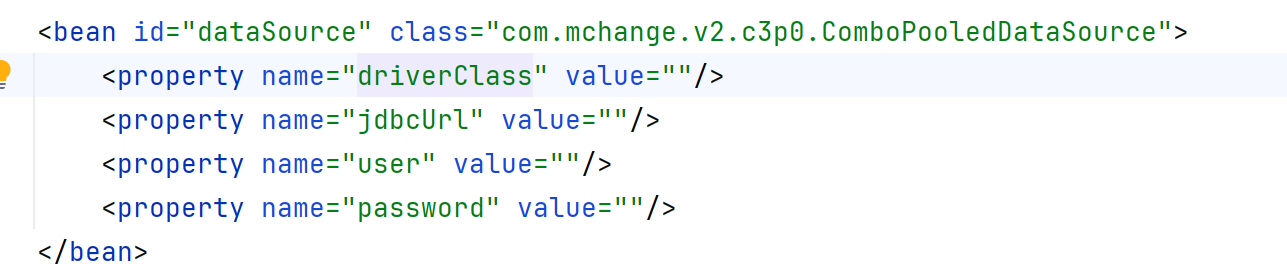 <bean id="dataSource" class="com.mchange.v2.c3p0.ComboPooledDataSource">
    <property name="driverClass" value=""/>
    <property name="jdbcUrl" value=""/>
    <property name="user" value=""/>
    <property name="password" value=""/>
</bean>